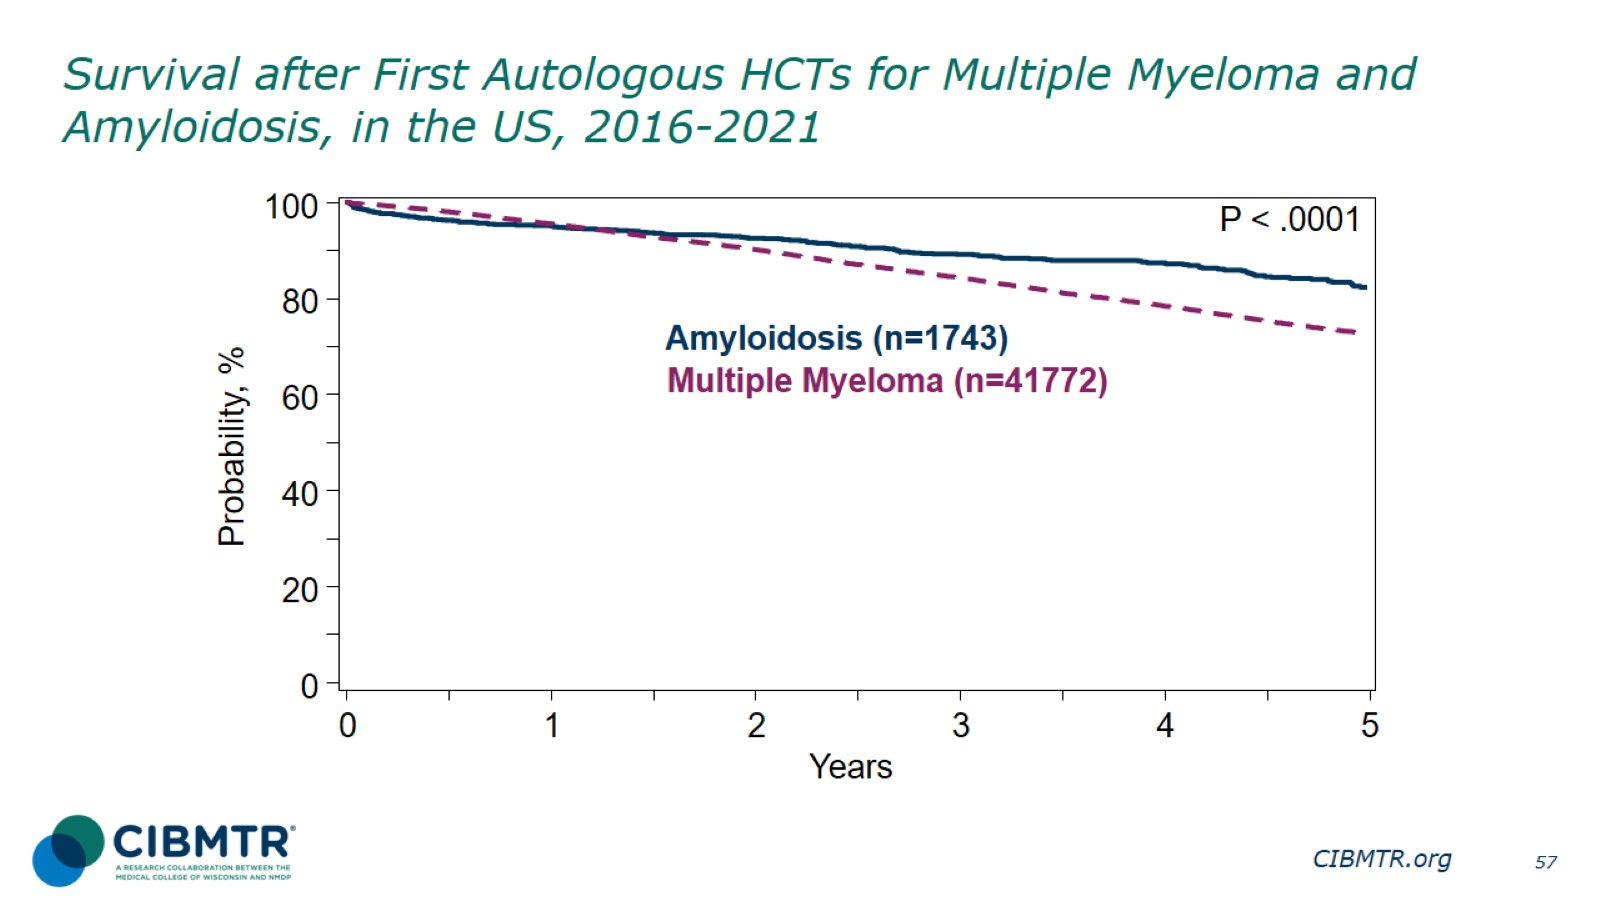 Survival after First Autologous HCTs for Multiple Myeloma and
Amyloidosis, in the US, 2016-2021
P < .0001
100
80
60
40
20
0
Probability, %
Amyloidosis (n=1743)
Multiple Myeloma (n=41772)
0 1 2 3 4 5
Years
CIBMTR®
A RESEARCH COLLABORATION BETWEEN THE
MEDICAL COLLEGE OF WISCONSIN AND NMDP
CIBMTR.org
57